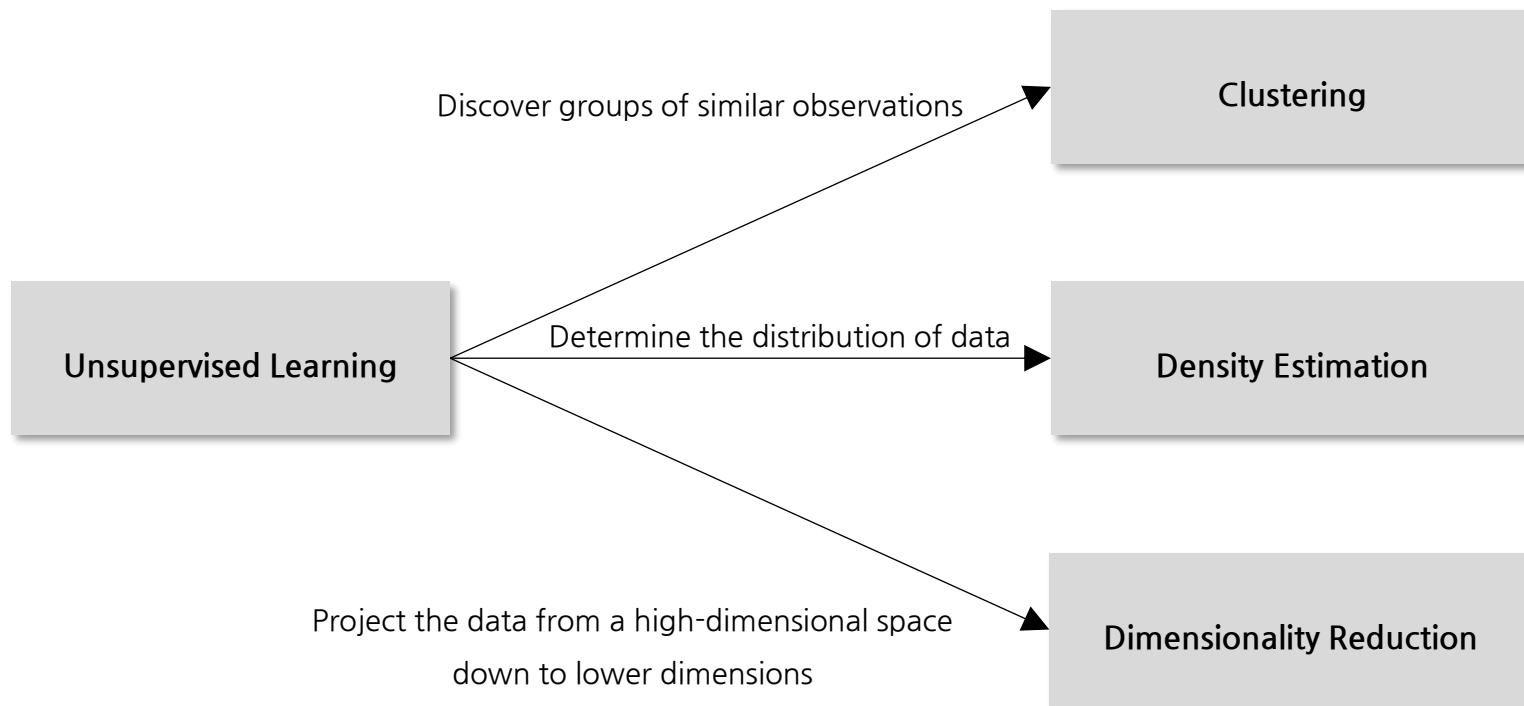 Discover groups of similar observations
Clustering
Unsupervised Learning
Determine the distribution of data
Density Estimation
Project the data from a high-dimensional space
down to lower dimensions
Dimensionality Reduction